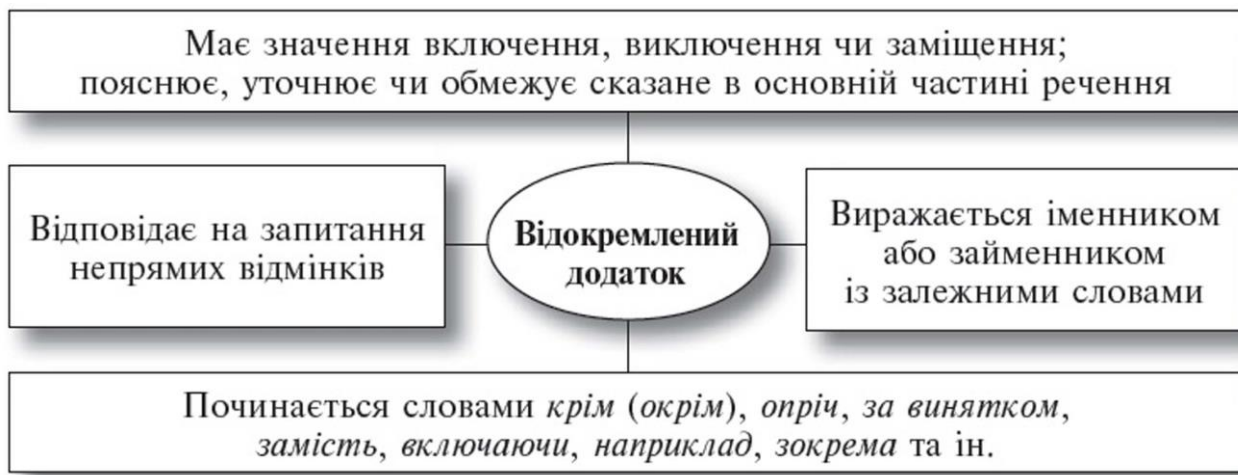 Має значення включення, виключення чи заміщення;
пояснює, уточнює чи обмежує сказане в основній частині речення
Відповідає на запитання
непрямих відмінків
Відокремлений
додаток
Виражається іменником
або займенником
із залежними словами
Починається словами крім (окрім), опріч, за винятком,
замість, включаючи, наприклад, зокрема та ін.